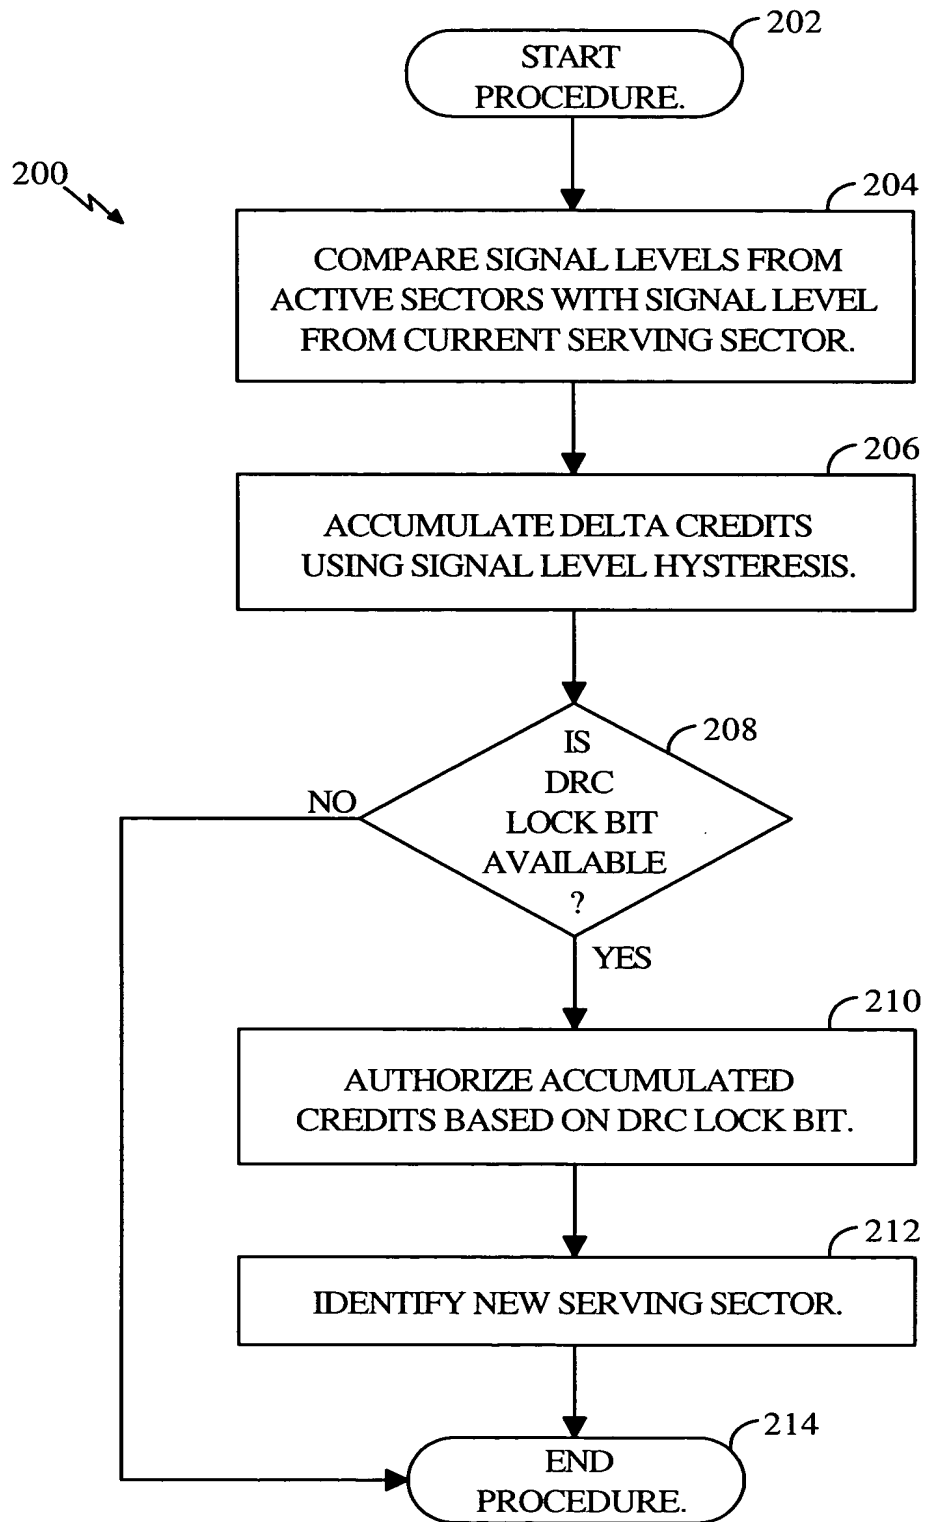 202
START
PROCEDURE.
200
204
COMPARE SIGNAL LEVELS FROM
ACTIVE SECTORS WITH SIGNAL LEVEL
FROM CURRENT SERVING SECTOR.
206
ACCUMULATE DELTA CREDITS
USING SIGNAL LEVEL HYSTERESIS.
208
IS
DRC
LOCK BIT
AVAILABLE
?
NO
YES
210
AUTHORIZE ACCUMULATED
CREDITS BASED ON DRC LOCK BIT.
212
IDENTIFY NEW SERVING SECTOR.
214
END
PROCEDURE.